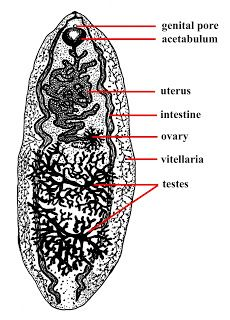 genital pore
acetabulum
uterus
intestine
ovary
vitellaria
testes